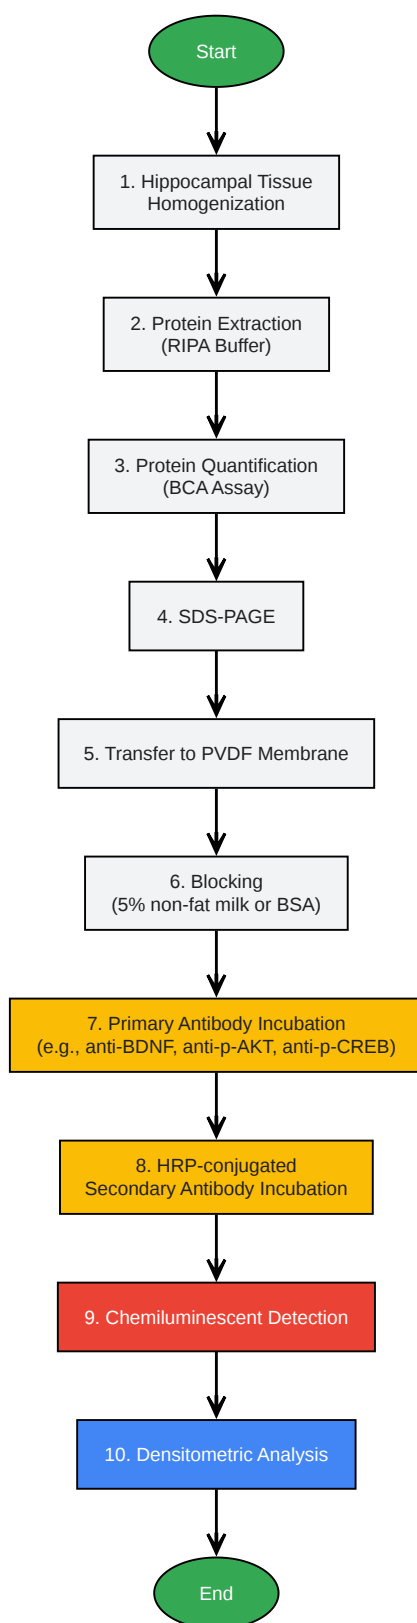 Start
1. Hippocampal Tissue
Homogenization
2. Protein Extraction
(RIPA Buffer)
3. Protein Quantification
(BCA Assay)
4. SDS-PAGE
5. Transfer to PVDF Membrane
6. Blocking
(5% non-fat milk or BSA)
7. Primary Antibody Incubation
(e.g., anti-BDNF, anti-p-AKT, anti-p-CREB)
8. HRP-conjugated
Secondary Antibody Incubation
9. Chemiluminescent Detection
10. Densitometric Analysis
End